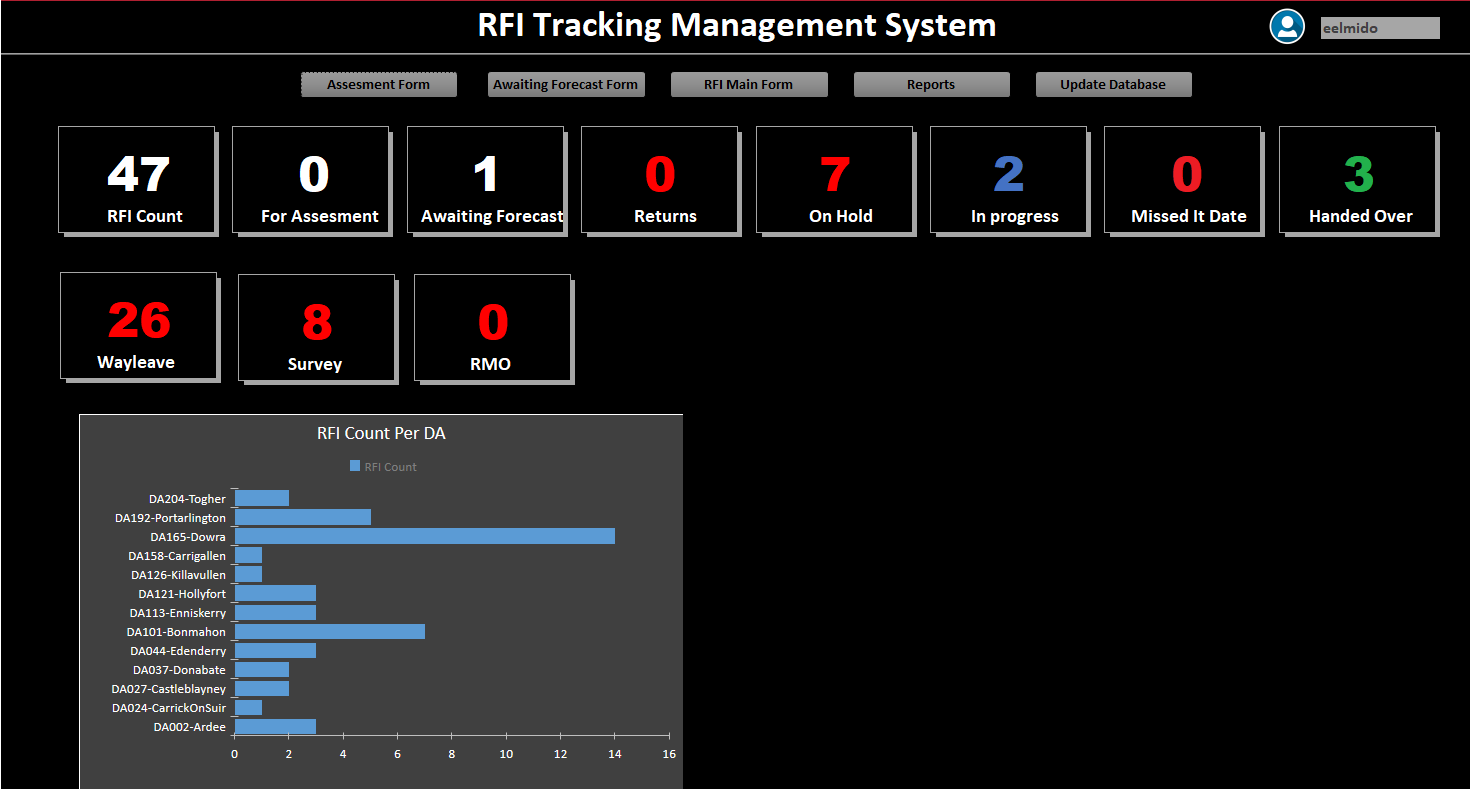 RFI Tracking Management System
eelmido
Assesment Form
Awaiting Forecast Form
RFI Main Form
Reports
Update Database
47
RFI Count
0
For Assesment
1
Awaiting Forecast
0
Returns
7
On Hold
2
In progress
0
Missed It Date
3
Handed Over
26
Wayleave
8
Survey
0
RMO
RFI Count Per DA
RFI Count
DA204-Togher
DA192-Portarlington
DA165-Dowra
DA158-Carrigallen
DA126-Killavullen
DA121-Hollyfort
DA113-Enniskerry
DA101-Bonmahon
DA044-Edenderry
DA037-Donabate
DA027-Castleblayney
DA024-CarrickOnSuir
DA002-Ardee
0 2 4 6 8 10 12 14 16